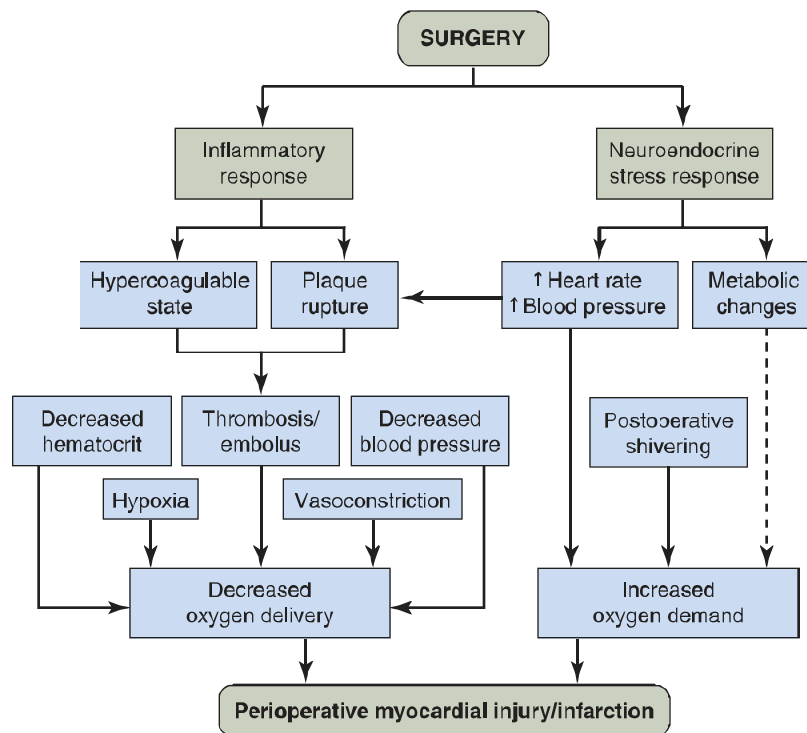 SURGERY
Inflammatory
response
Neuroendocrine
stress response
Hypercoagulable
state
Plaque
rupture
↑ Heart rate
↑ Blood pressure
Metabolic
changes
Decreased
hematocrit
Thrombosis/
embolus
Decreased
blood pressure
Postoperative
shivering
Hypoxia
Vasoconstriction
Decreased
oxygen delivery
Increased
oxygen demand
Perioperative myocardial injury/infarction